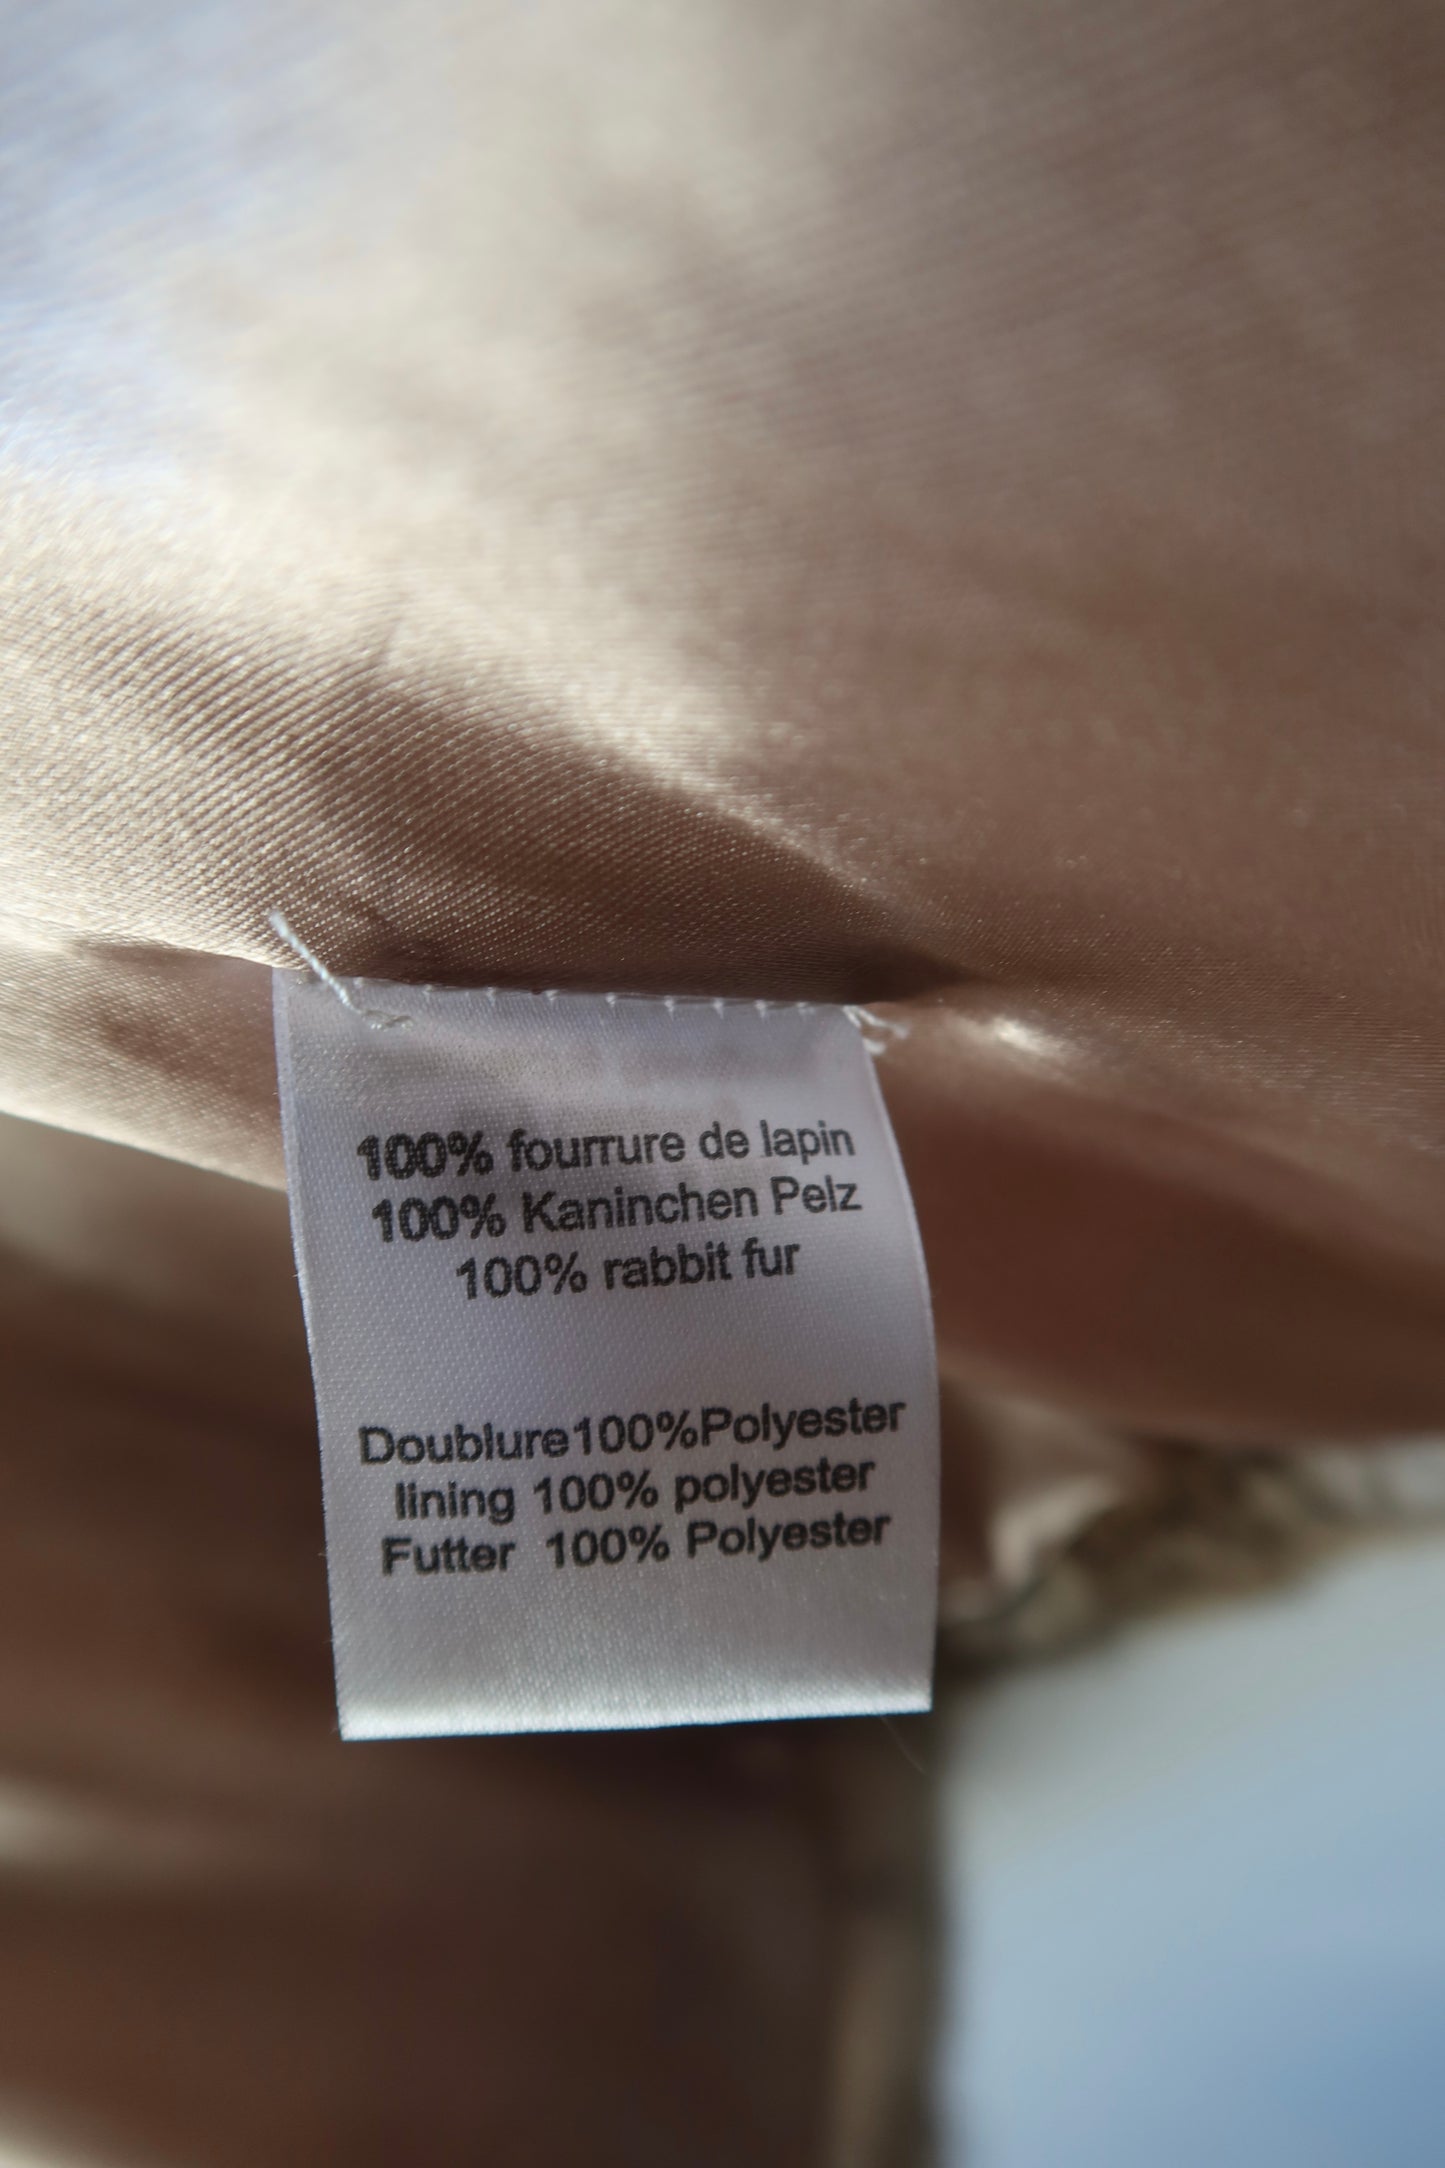 100% fourrure de lapin
100% Kaninchen Pelz
100% rabbit fur
Doublure100%Polyester
lining 100% polyester
Futter 100% Polyester